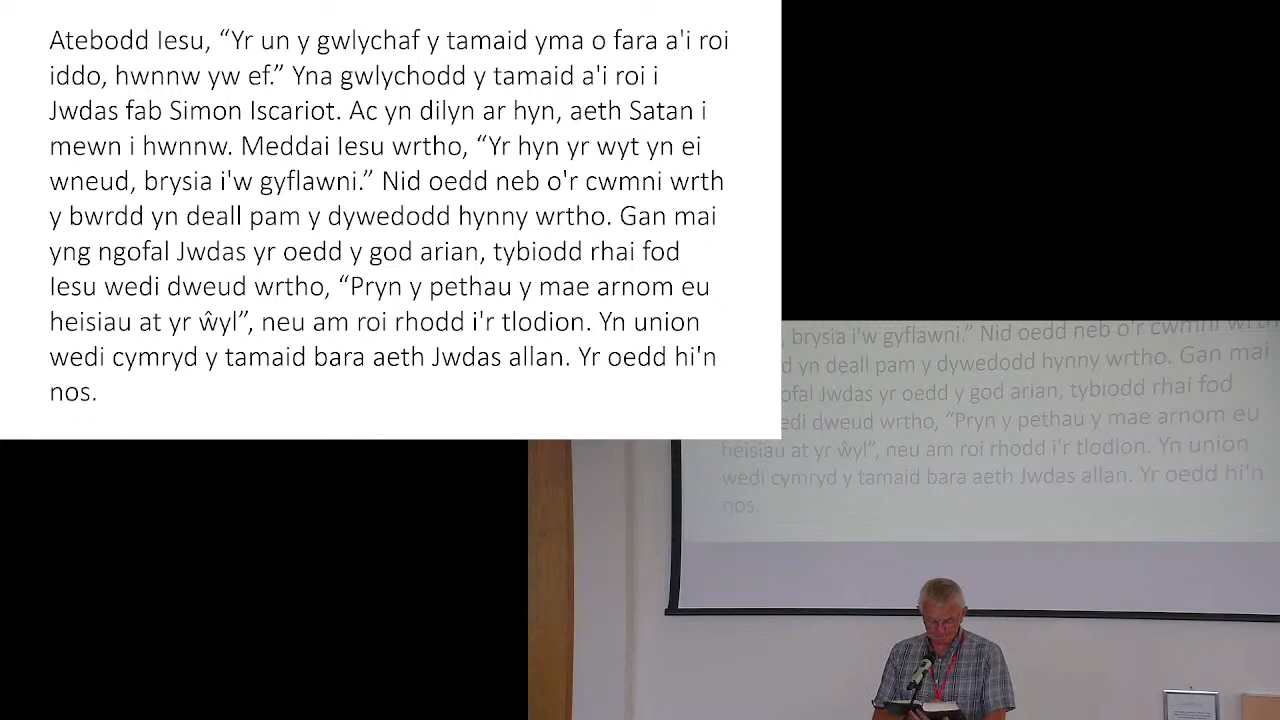 Atebodd Iesu, “Yr un y gwlychaf y tamaid yma o fara a'i roi
iddo, hwnnw yw ef.” Yna gwlychodd y tamaid a'i roi i
Jwdas fab Simon Iscariot. Ac yn dilyn ar hyn, aeth Satan i
mewn i hwnnw. Meddai Iesu wrtho, “Yr hyn yr wyt yn ei
wneud, brysia i'w gyflawni.” Nid oedd neb o'r cwmni wrth
y bwrdd yn deall pam y dywedodd hynny wrtho. Gan mai
yng ngofal Jwdas yr oedd y god arian, tybiodd rhai fod
Iesu wedi dweud wrtho, “Pryn y pethau y mae arnom eu
heisiau at yr ŵyl”, neu am roi rhodd i'r tlodion. Yn union
wedi cymryd y tamaid bara aeth Jwdas allan. Yr oedd hi'n
nos.
, brysia i'w gyflawni.” Nid oedd neb o'r cwmni wrth
d yn deall pam y dywedodd hynny wrtho. Gan mai
ofal Jwdas yr oedd y god arian, tybiodd rhai fod
edi dweud wrtho, “Pryn y pethau y mae arnom eu
heisiau at yr ŵyl”, neu am roi rhodd i'r tlodion. Yn union
wedi cymryd y tamaid bara aeth Jwdas allan. Yr oedd hi'n
nos.